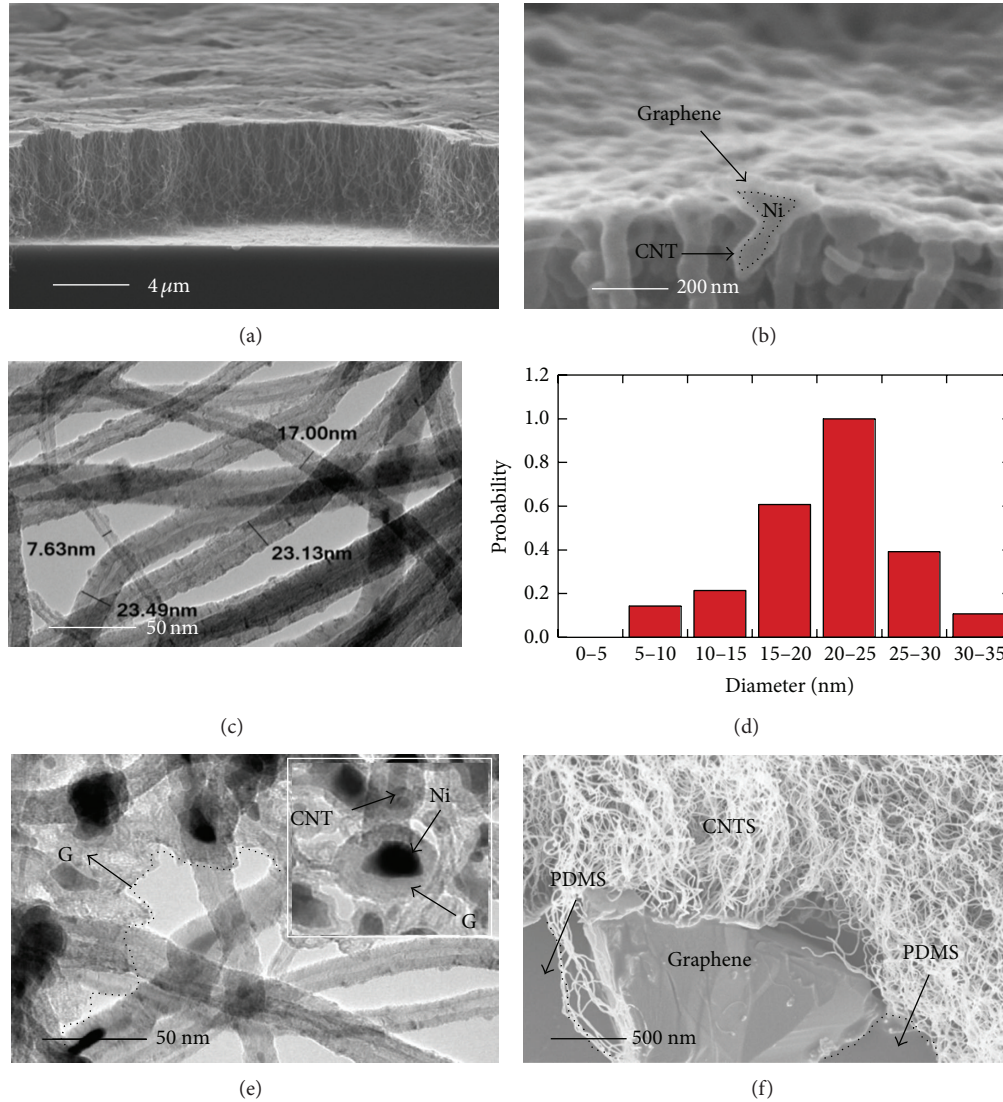 4 μm
(a)
Graphene
Ni
CNT
200 nm
(b)
17.00nm
7.63nm
23.13nm
23.49nm
50 nm
(c)
1.2
1.0
0.8
0.6
0.4
0.2
0.0
Probability
0–5 5–10 10–15 15–20 20–25 25–30 30–35
Diameter (nm)
(d)
Ni
CNT
G
G
50 nm
(e)
CNTS
PDMS
PDMS
Graphene
500 nm
(f)